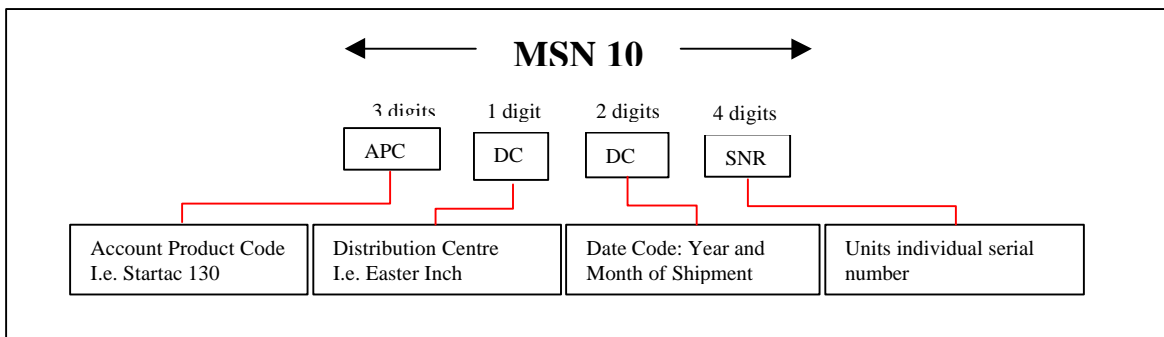 MSN 10
3 digits 1 digit 2 digits 4 digits
APC DC DC SNR
Account Product Code
I.e. Startac 130
Distribution Centre
I.e. Easter Inch
Date Code: Year and
Month of Shipment
Units individual serial
number